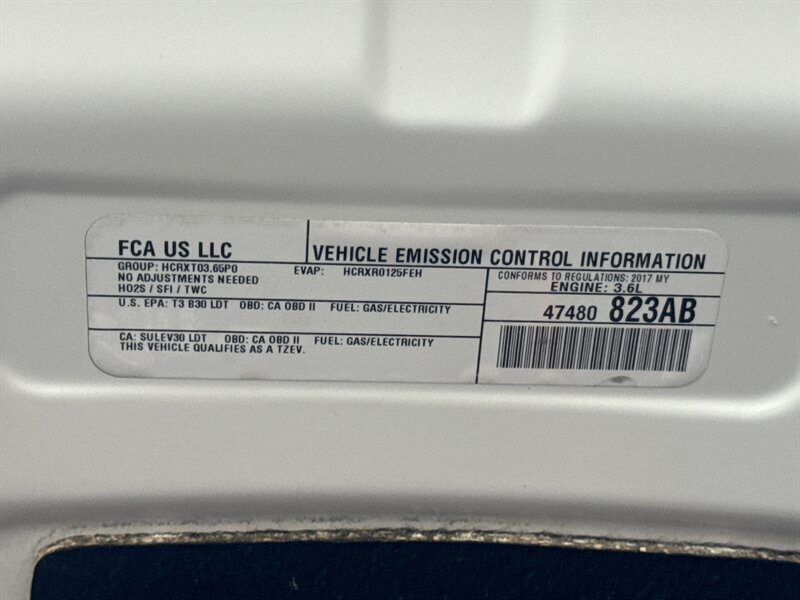 FCA US LLC
VEHICLE EMISSION CONTROL INFORMATION
GROUP: HCRXT03.65P0 EVAP: HCRXR0125FEH
NO ADJUSTMENTS NEEDED
HO2S / SFI / TWC
CONFORMS TO REGULATIONS: 2017 MY
ENGINE: 3.6L
U.S. EPA: T3 B30 LDT OBD: CA OBD II FUEL: GAS/ELECTRICITY
47480 823AB
CA: SULEV30 LDT OBD: CA OBD II FUEL: GAS/ELECTRICITY
THIS VEHICLE QUALIFIES AS A TZEV.